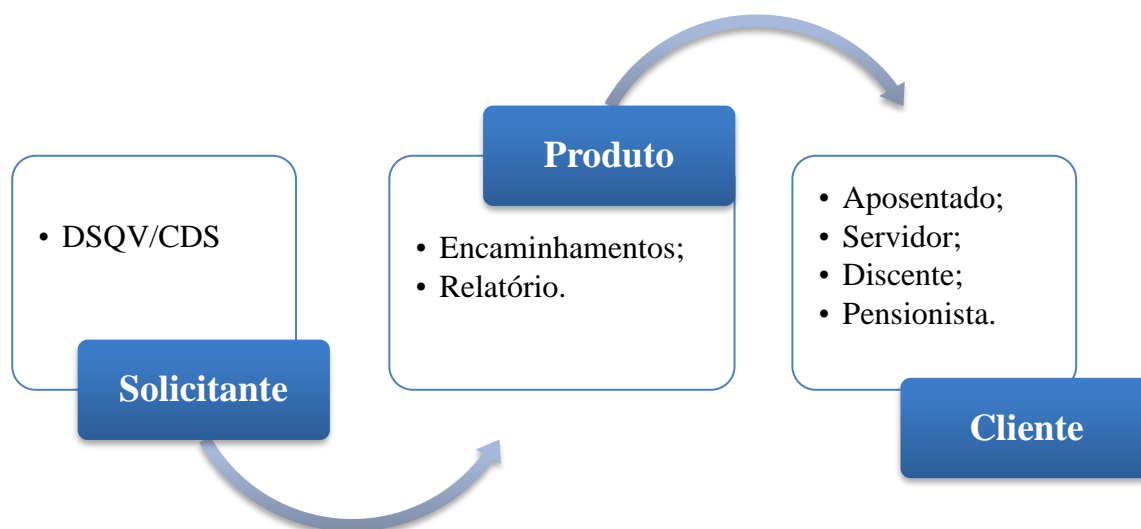 • DSQV/CDS
Solicitante
Produto
• Encaminhamentos;
• Relatório.
• Aposentado;
• Servidor;
• Discente;
• Pensionista.
Cliente